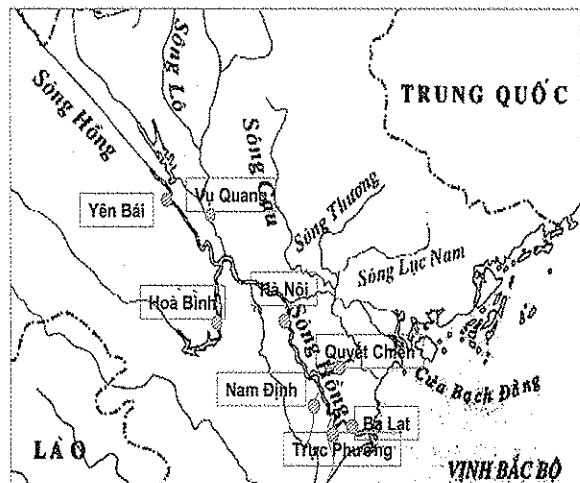 Sông Lô
TRUNG QUỐC
Sông Hồng
Sông Cầu
Vụ Quang
Yên Bái
Sông Thương
Sông Lục Nam
Hà Nội
Hoà Bình
Sông Hồng
Quyết Chiến
Cửa Bạch Đằng
Nam Định
Ba Lạt
Trực Phương
LÀO
VỊNH BẮC BỘ